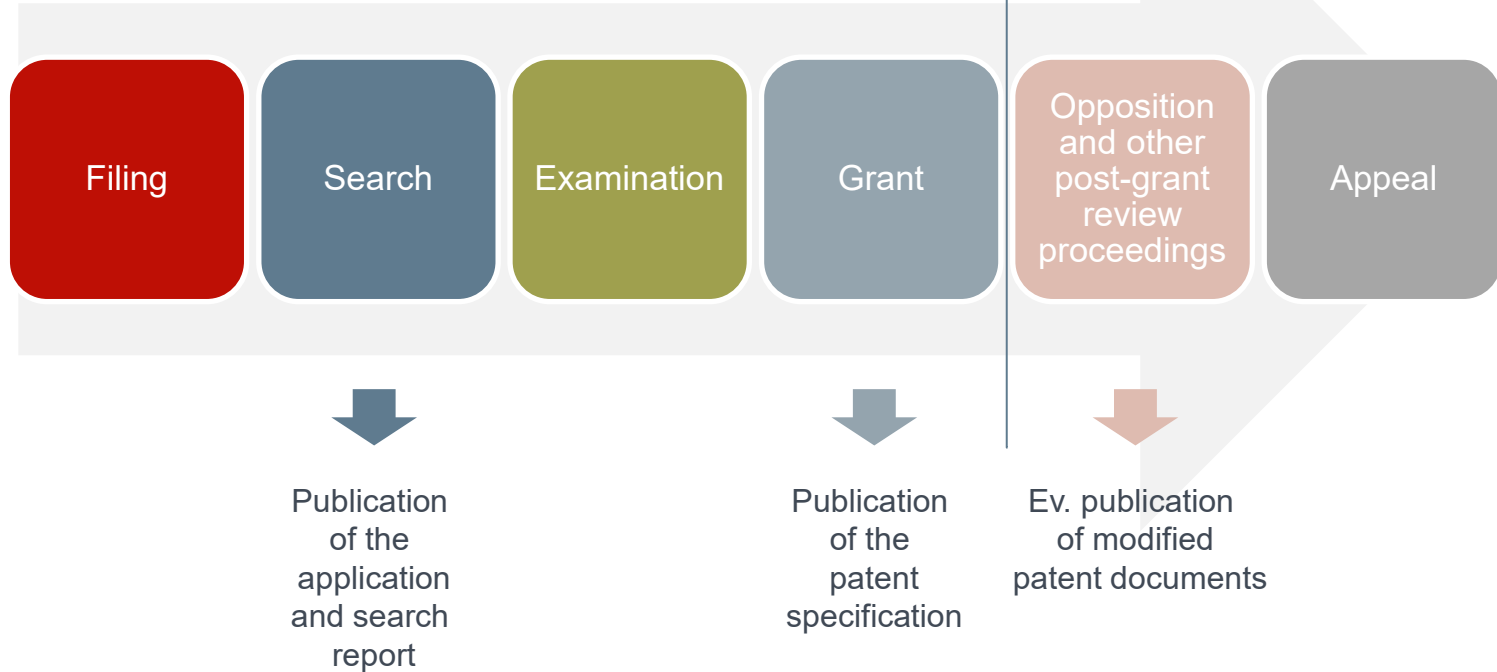 Filing
Search
Examination
Grant
Opposition
and other
post-grant
review
proceedings
Appeal
Publication
of the
application
and search
report
Publication
of the
patent
specification
Ev. publication
of modified
patent documents